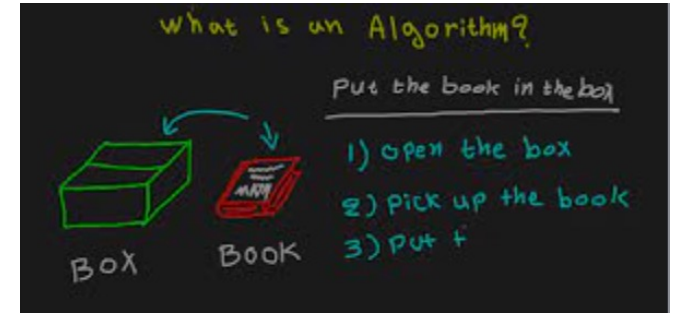 What is an Algorithm?
Put the book in the box
1) open the box
2) Pick up the book
3) Put t
MATH
BOX
BOOK